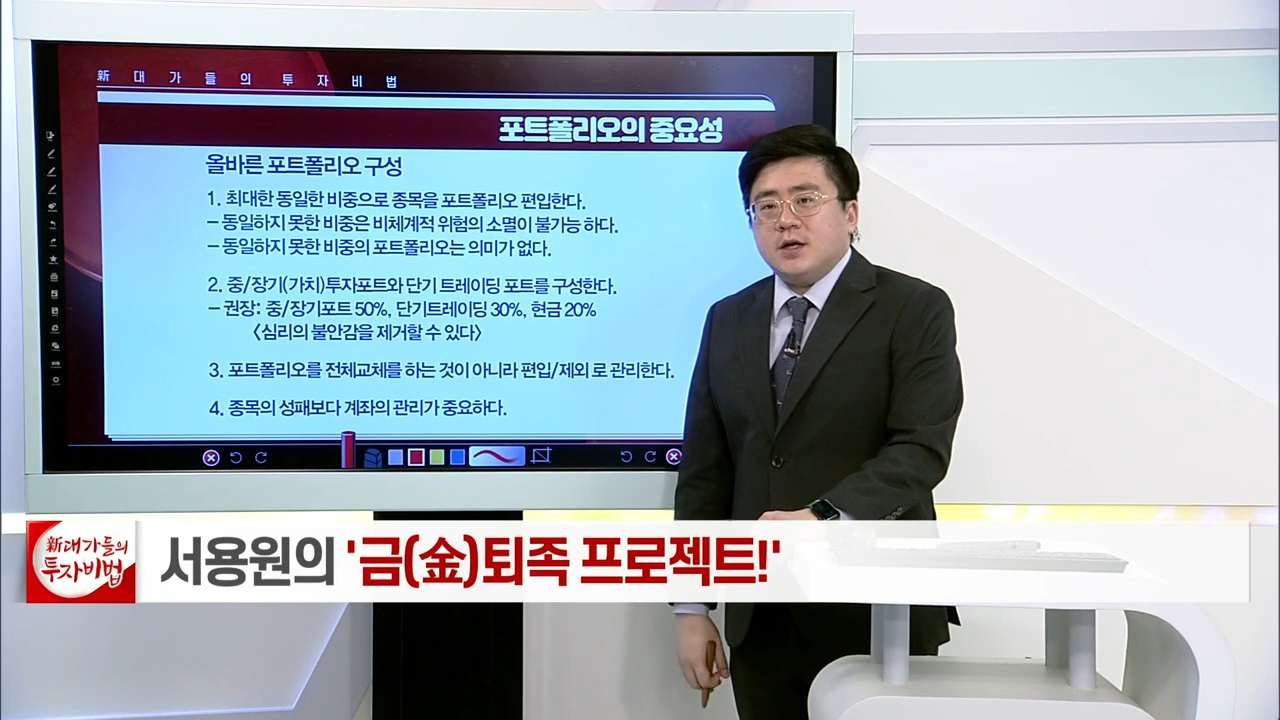 新 대 가 들 의 투 자 비 법
포트폴리오의 중요성
올바른 포트폴리오 구성
1. 최대한 동일한 비중으로 종목을 포트폴리오 편입한다.
– 동일하지 못한 비중은 비체계적 위험의 소멸이 불가능 하다.
– 동일하지 못한 비중의 포트폴리오는 의미가 없다.
2. 중/장기(가치)투자포트와 단기 트레이딩 포트를 구성한다.
– 권장: 중/장기포트 50%, 단기트레이딩 30%, 현금 20%
<심리의 불안감을 제거할 수 있다>
3. 포트폴리오를 전체교체를 하는 것이 아니라 편입/제외 로 관리한다.
4. 종목의 성패보다 계좌의 관리가 중요하다.
新대가들의
투자비법
서용원의 '금(金)퇴족 프로젝트!'